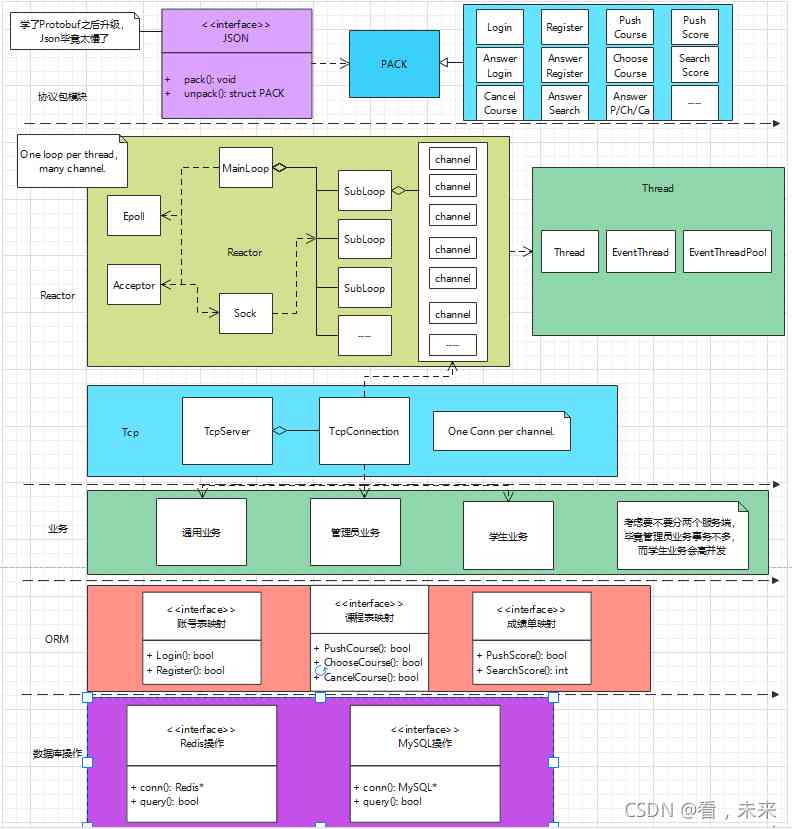 学了Protobuf之后升级，
Json毕竟太慢了
<<interface>>
JSON
+ pack(): void
+ unpack(): struct PACK
PACK
Login
Register
Push
Course
Push
Score
Answer
Login
Answer
Register
Choose
Course
Search
Score
Cancel
Course
Answer
Search
Answer
P/Ch/Ca
......
协议包模块
One loop per thread,
many channel.
MainLoop
Epoll
Acceptor
Reactor
Sock
SubLoop
SubLoop
SubLoop
......
channel
channel
channel
channel
channel
channel
......
Reactor
Thread
Thread
EventThread
EventThreadPool
Tcp
TcpServer
TcpConnection
One Conn per channel.
业务
通用业务
管理员业务
学生业务
考虑要不要分两个服务端，
毕竟管理员业务事务不多，
而学生业务会高并发
ORM
<<interface>>
账号表映射
+ Login(): bool
+ Register(): bool
<<interface>>
课程表映射
+ PushCourse(): bool
+ ChooseCourse(): bool
+ CancelCourse(): bool
<<interface>>
成绩单映射
+ PushScore(): bool
+ SearchScore(): int
数据库操作
<<interface>>
Redis操作
+ conn(): Redis*
+ query(): bool
<<interface>>
MySQL操作
+ conn(): MySQL*
+ query(): bool
CSDN @看，未来